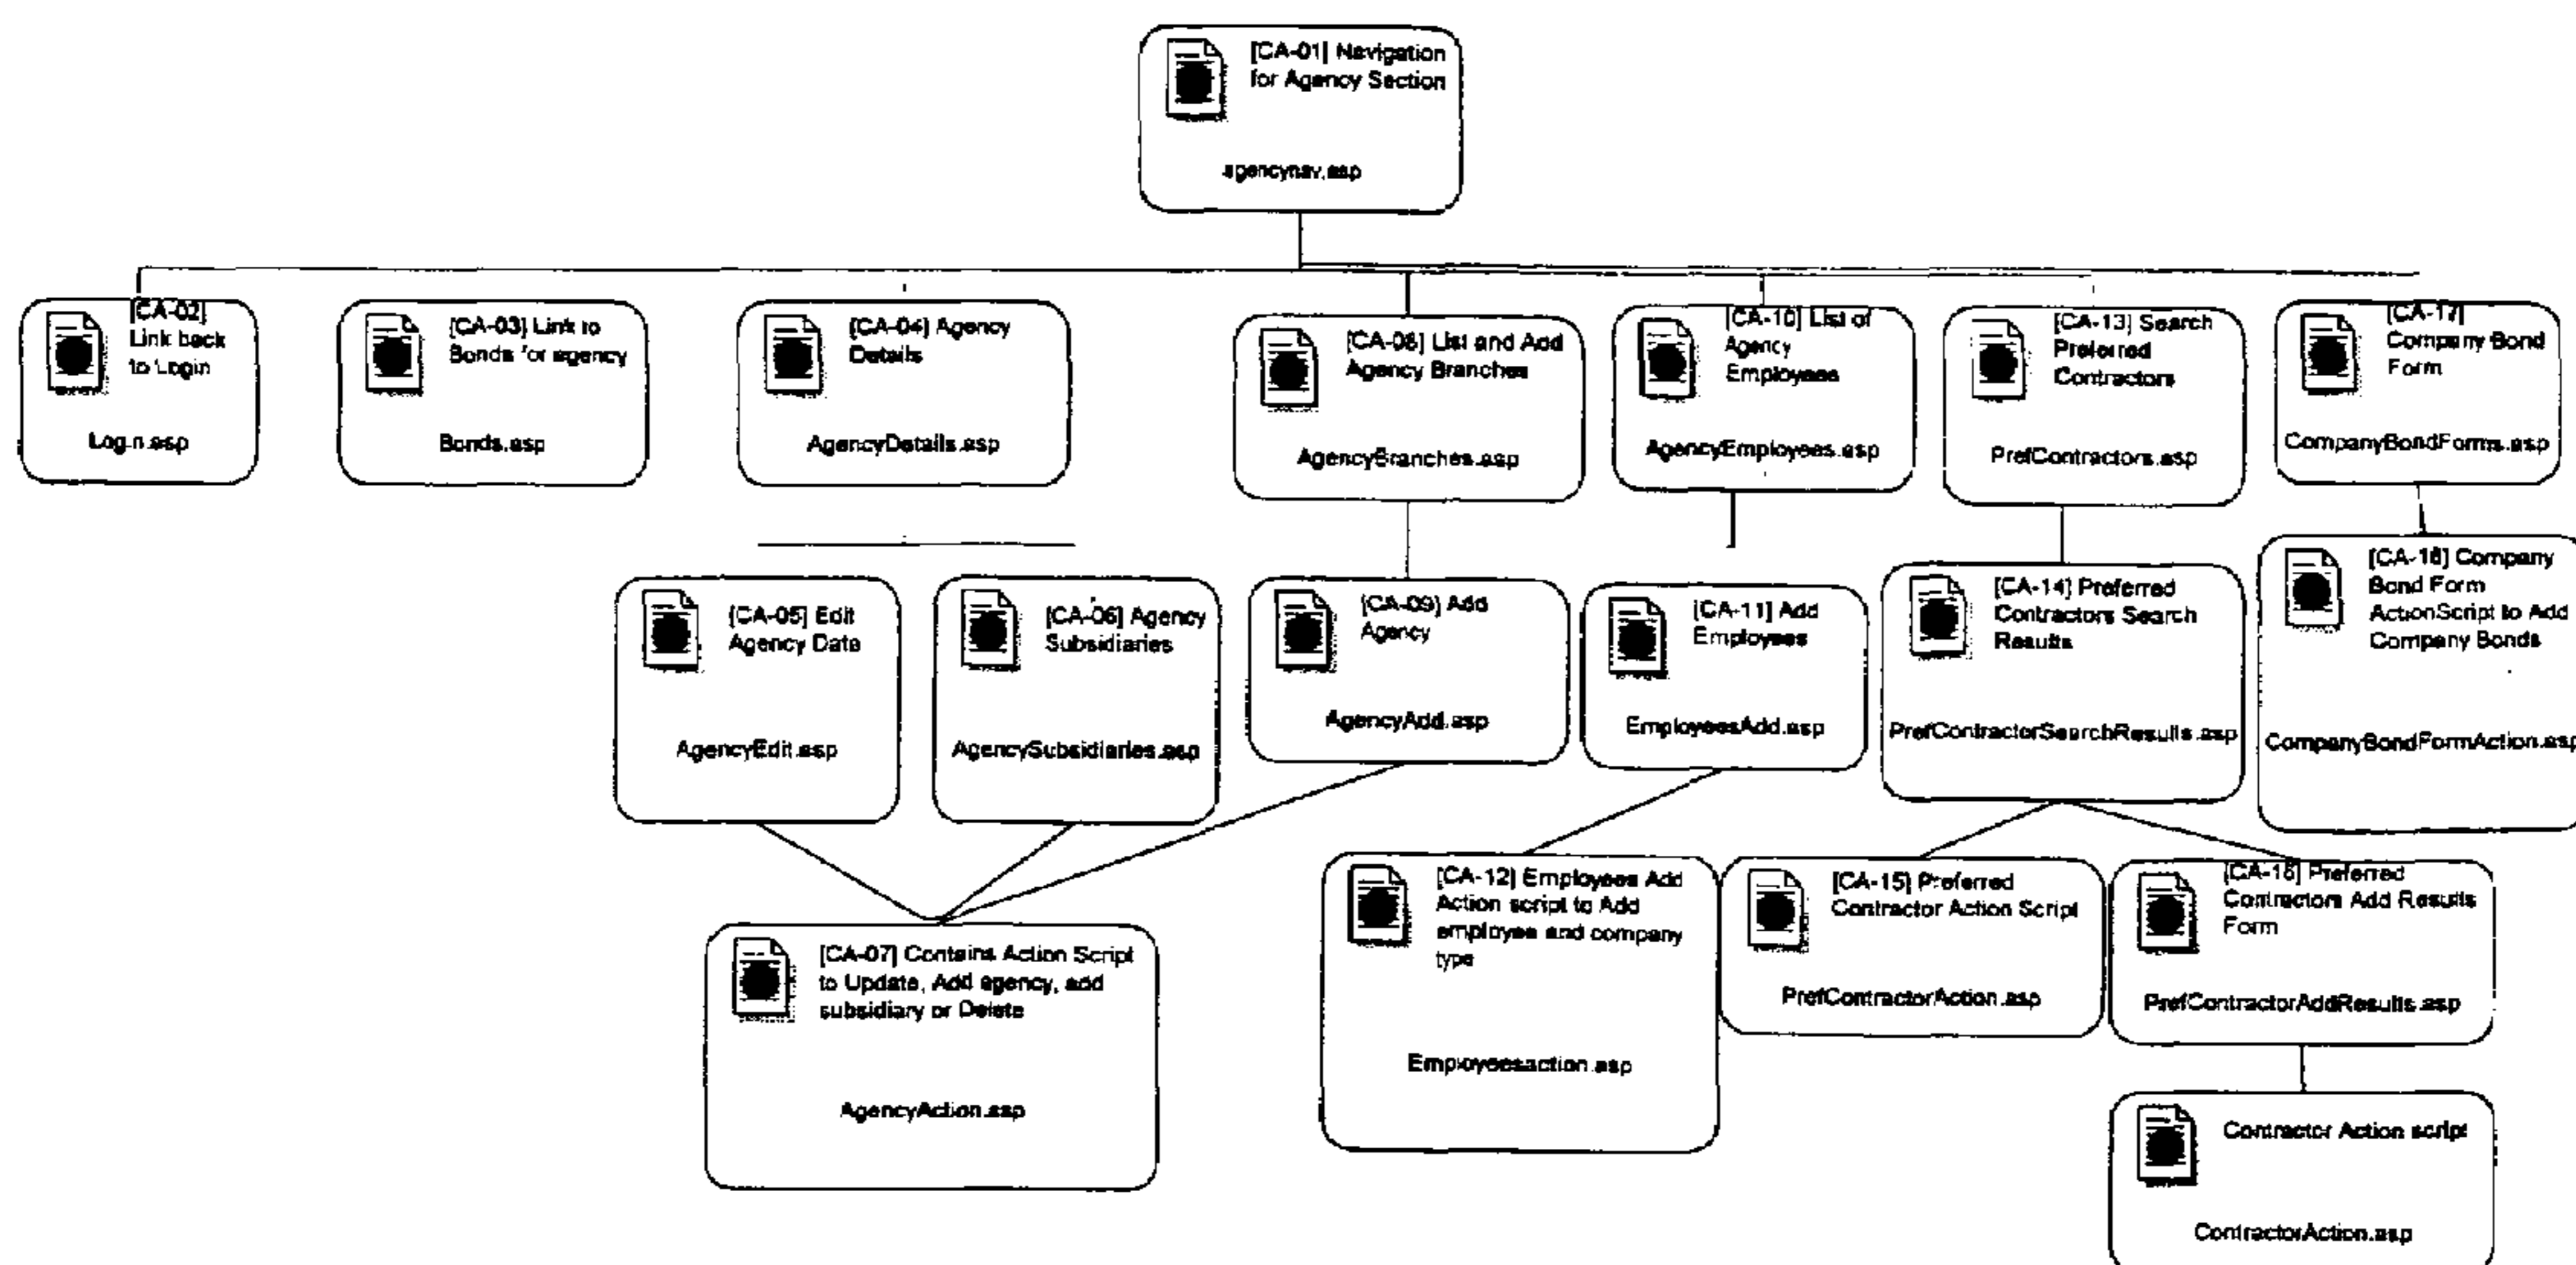 [CA-01] Navigation
for Agency Section
agencynav.asp
[CA-02]
Link back
to Login
Login.asp
[CA-03] Link to
Bonds for agency
Bonds.asp
[CA-04] Agency
Details
AgencyDetails.asp
[CA-08] List and Add
Agency Branches
AgencyBranches.asp
[CA-10] List of
Agency
Employees
AgencyEmployees.asp
[CA-13] Search
Preferred
Contractors
PrefContractors.asp
[CA-17]
Company Bond
Form
CompanyBondForms.asp
[CA-05] Edit
Agency Data
AgencyEdit.asp
[CA-06] Agency
Subsidiaries
AgencySubsidiaries.asp
[CA-09] Add
Agency
AgencyAdd.asp
[CA-11] Add
Employees
EmployeesAdd.asp
[CA-14] Preferred
Contractors Search
Results
PrefContractorSearchResults.asp
[CA-18] Company
Bond Form
ActionScript to Add
Company Bonds
CompanyBondFormAction.asp
[CA-07] Contains Action Script
to Update, Add agency, add
subsidiary or Delete
AgencyAction.asp
[CA-12] Employees Add
Action script to Add
employee and company
type
Employeesaction.asp
[CA-15] Preferred
Contractor Action Script
PrefContractorAction.asp
[CA-16] Preferred
Contractors Add Results
Form
PrefContractorAddResults.asp
Contractor Action script
ContractorAction.asp